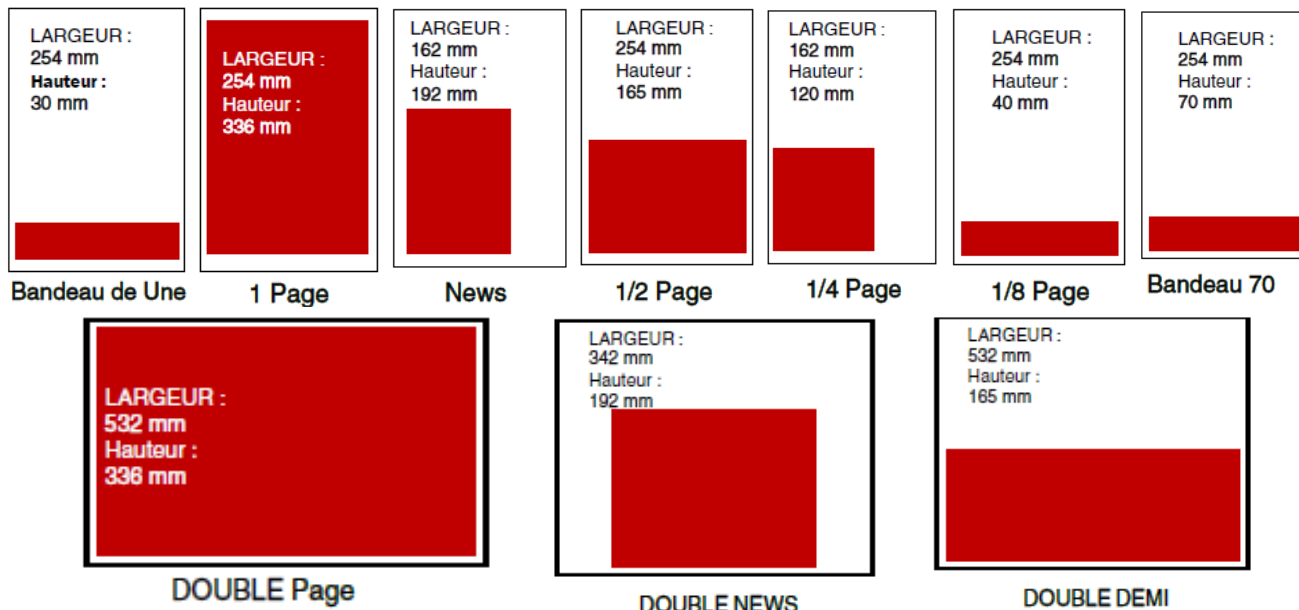 LARGEUR :
254 mm
Hauteur :
30 mm
Bandeau de Une
LARGEUR :
254 mm
Hauteur :
336 mm
1 Page
LARGEUR :
162 mm
Hauteur :
192 mm
News
LARGEUR :
254 mm
Hauteur :
165 mm
1/2 Page
LARGEUR :
162 mm
Hauteur :
120 mm
1/4 Page
LARGEUR :
254 mm
Hauteur :
40 mm
1/8 Page
LARGEUR :
254 mm
Hauteur :
70 mm
Bandeau 70
LARGEUR :
532 mm
Hauteur :
336 mm
DOUBLE Page
LARGEUR :
342 mm
Hauteur :
192 mm
DOUBLE NEWS
LARGEUR :
532 mm
Hauteur :
165 mm
DOUBLE DEMI